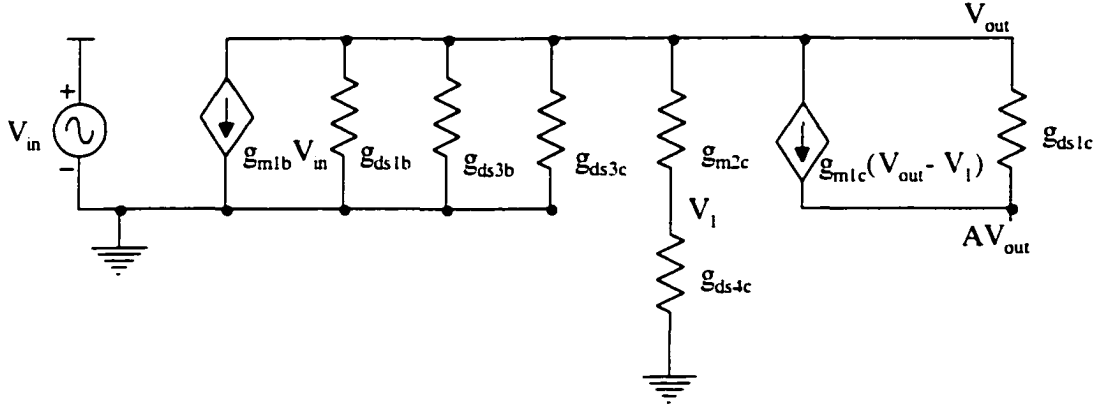 V_out
+
V_in
−
g_m1b V_in
g_ds1b
g_ds3b
g_ds3c
g_m2c
g_m1c(V_out - V_1)
g_ds1c
V_1
AV_out
g_ds4c